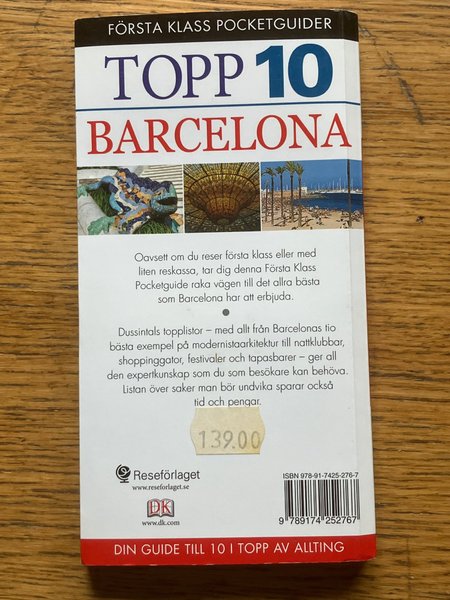 FÖRSTA KLASS POCKETGUIDER
TOPP 10
BARCELONA
Oavsett om du reser första klass eller med
liten reskassa, tar dig denna Första Klass
Pocketguide raka vägen till det allra bästa
som Barcelona har att erbjuda.
Dussintals topplistor – med allt från Barcelonas tio
bästa exempel på modernistaarkitektur till nattklubbar,
shoppinggator, festivaler och tapasbarer – ger all
den expertkunskap som du som besökare kan behöva.
Listan över saker man bör undvika sparar också
tid och pengar.
139.00
Reseförlaget
www.reseforlaget.se
DK
www.dk.com
ISBN 978-91-7425-276-7
9 789174 252767
DIN GUIDE TILL 10 I TOPP AV ALLTING